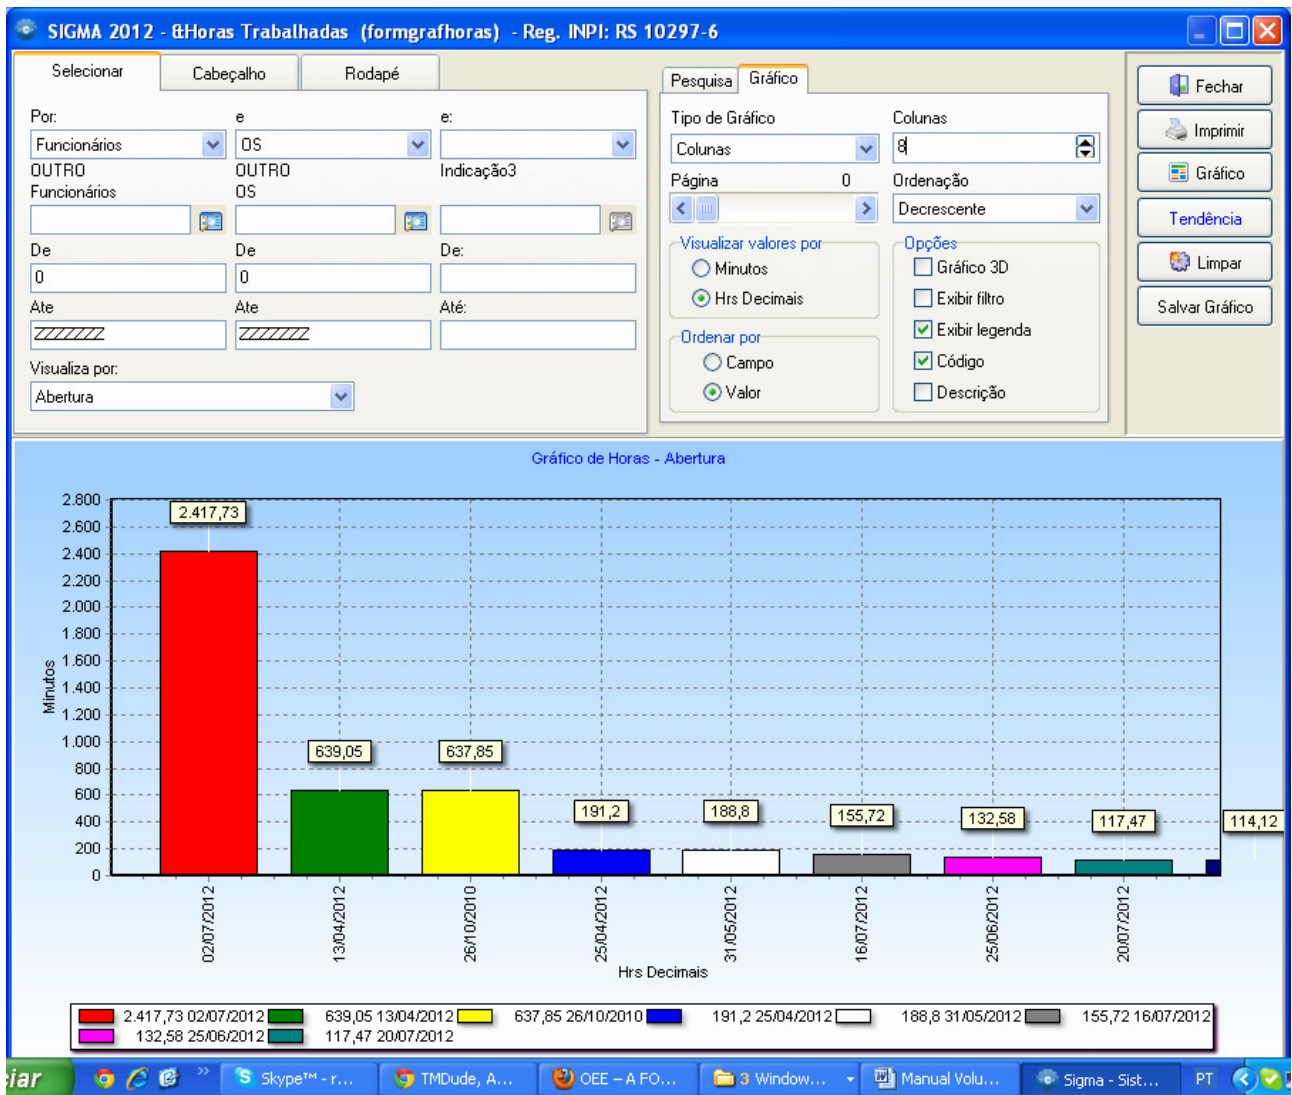 SIGMA 2012 - &Horas Trabalhadas (formgrafhoras) - Reg. INPI: RS 10297-6
Selecionar
Cabeçalho
Rodapé
Por:
e
e:
Funcionários
OS
OUTRO
OUTRO
Indicação3
Funcionários
OS
De
De
De:
0
0
Ate
Ate
Até:
ZZZZZZZ
ZZZZZZZ
Visualiza por:
Abertura
Pesquisa
Gráfico
Tipo de Gráfico
Colunas
Colunas
8
Página
0
Ordenação
Decrescente
Visualizar valores por
Minutos
Hrs Decimais
Ordenar por
Campo
Valor
Opções
Gráfico 3D
Exibir filtro
Exibir legenda
Código
Descrição
Fechar
Imprimir
Gráfico
Tendência
Limpar
Salvar Gráfico
Gráfico de Horas - Abertura
2.800
2.600
2.400
2.200
2.000
1.800
1.600
1.400
1.200
1.000
800
600
400
200
0
Minutos
2.417,73
639,05
637,85
191,2
188,8
155,72
132,58
117,47
114,12
02/07/2012
13/04/2012
26/10/2010
25/04/2012
31/05/2012
16/07/2012
25/06/2012
20/07/2012
Hrs Decimais
2.417,73 02/07/2012
639,05 13/04/2012
637,85 26/10/2010
191,2 25/04/2012
188,8 31/05/2012
155,72 16/07/2012
132,58 25/06/2012
117,47 20/07/2012
iar
»
Skype™ - r...
TMDude, A...
OEE – A FO...
3 Window...
Manual Volu...
Sigma - Sist...
PT